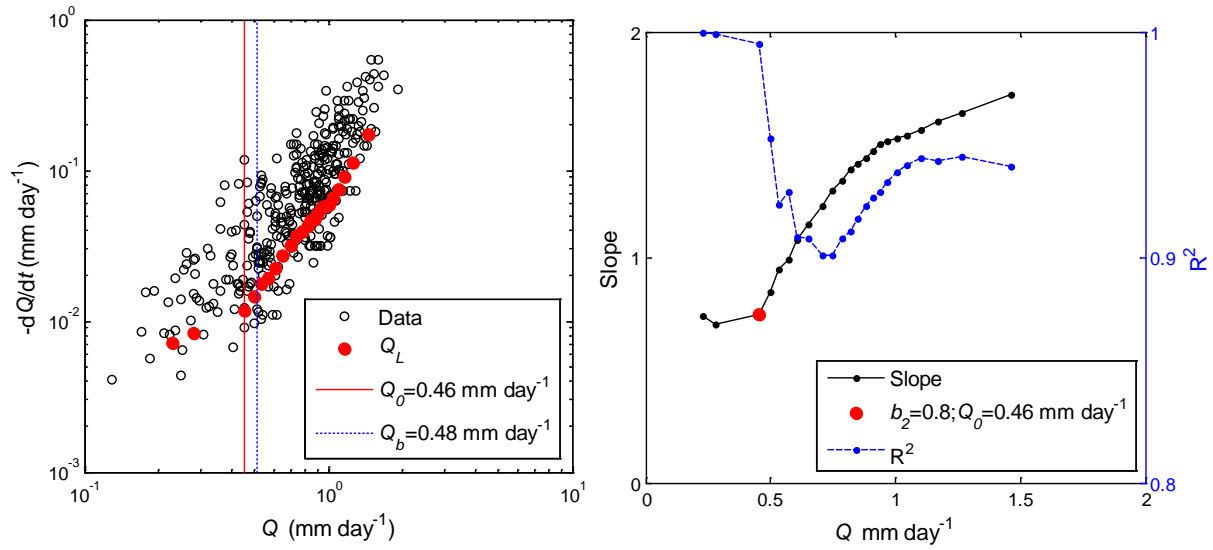 10^0
10^-1
10^-2
10^-3
10^-1
10^0
10^1
-dQ/dt (mm day^-1)
Q (mm day^-1)
Data
Q_L
Q_0=0.46 mm day^-1
Q_b=0.48 mm day^-1
2
1
0
0
0.5
1
1.5
2
Slope
Q mm day^-1
1
0.9
0.8
R^2
Slope
b_2=0.8; Q_0=0.46 mm day^-1
R^2